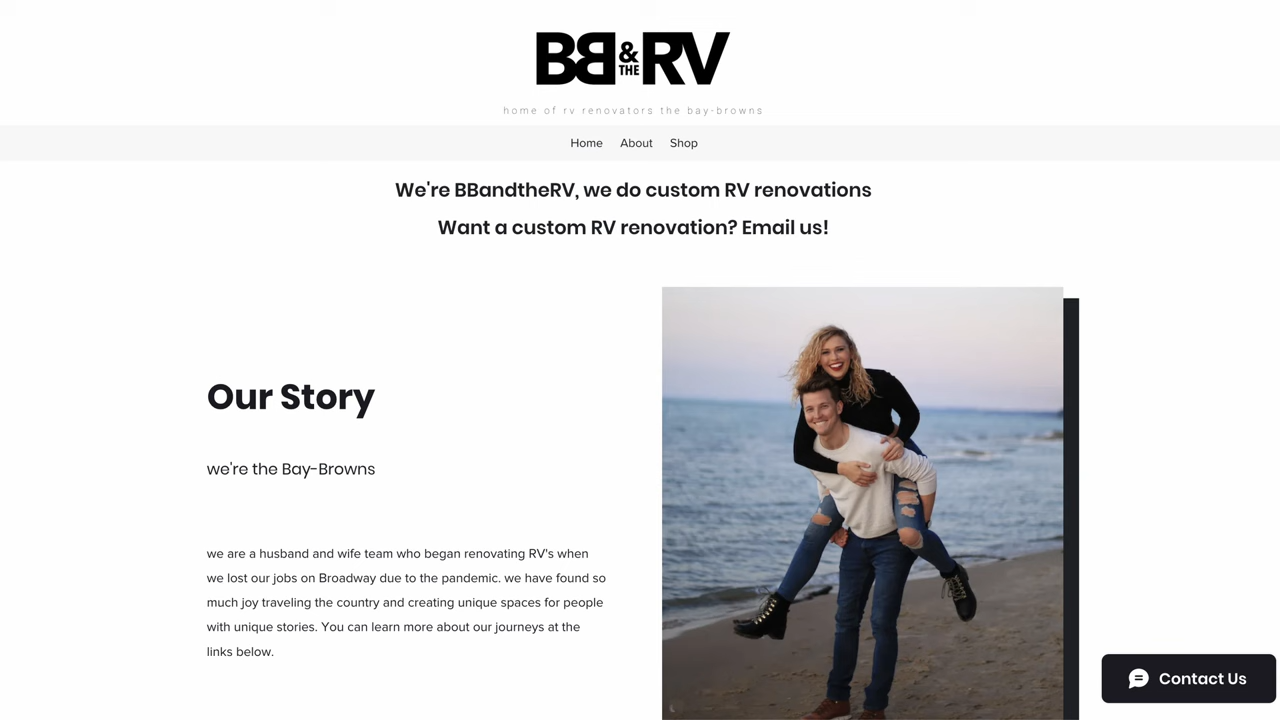 BB & THE RV
home of rv renovators the bay-browns
Home About Shop
We're BBandtheRV, we do custom RV renovations
Want a custom RV renovation? Email us!
Our Story
we're the Bay-Browns
we are a husband and wife team who began renovating RV's when
we lost our jobs on Broadway due to the pandemic. we have found so
much joy traveling the country and creating unique spaces for people
with unique stories. You can learn more about our journeys at the
links below.
Contact Us